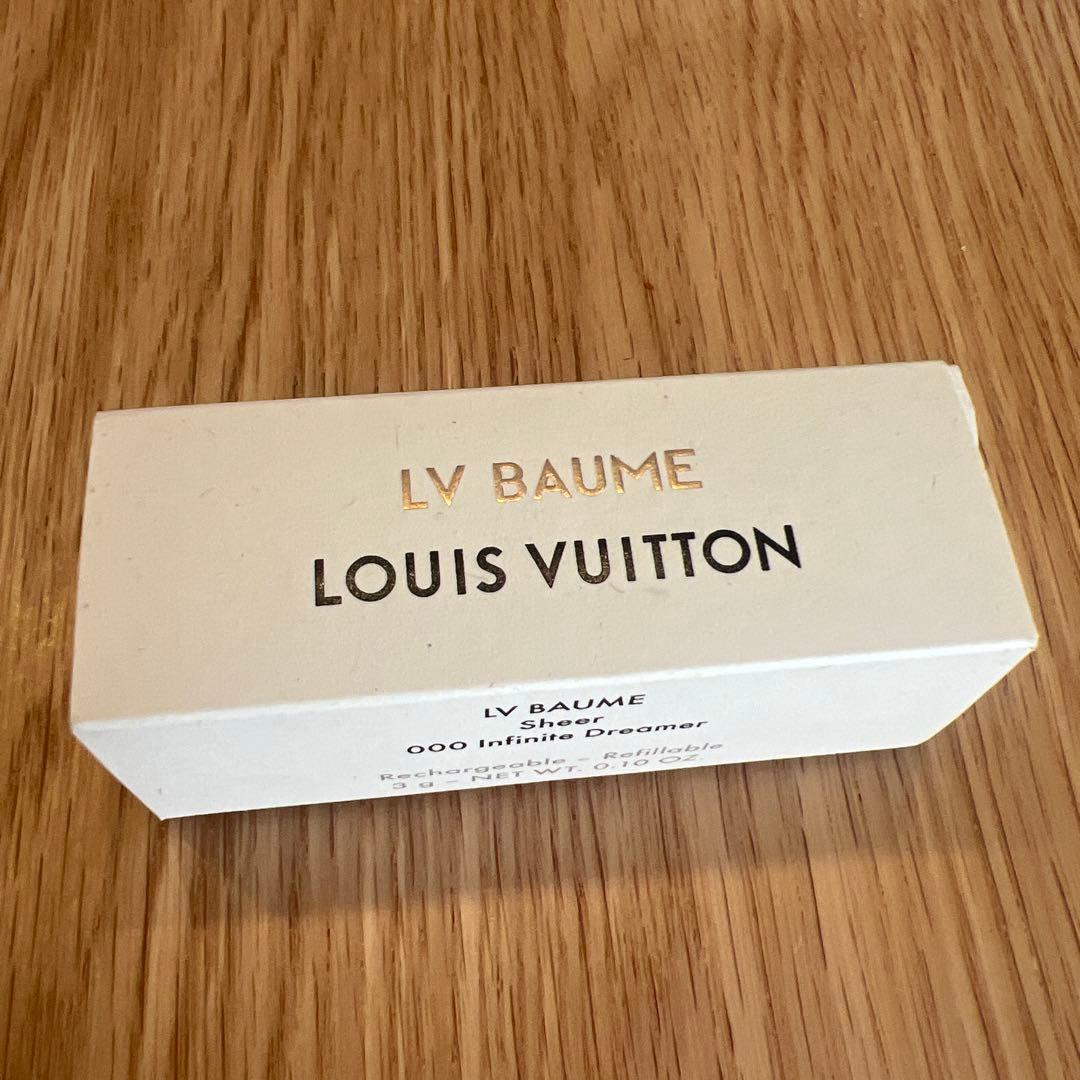 LV BAUME
LOUIS VUITTON
LV BAUME
Sheer
000 Infinite Dreamer
Rechargeable – Refillable
3 g – NET WT. 0.10 OZ.